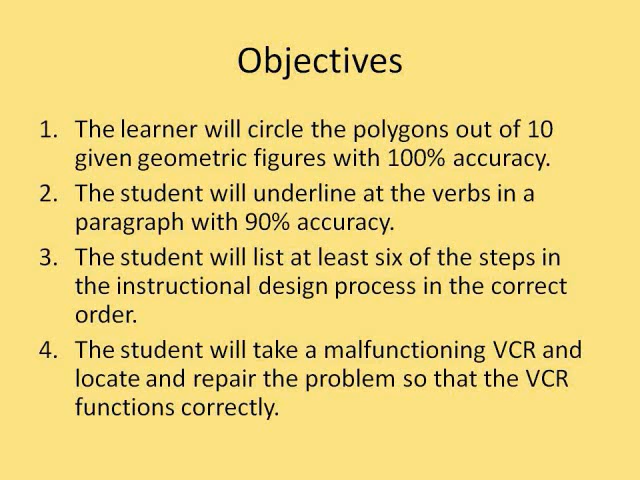 Objectives
1. The learner will circle the polygons out of 10
given geometric figures with 100% accuracy.
2. The student will underline at the verbs in a
paragraph with 90% accuracy.
3. The student will list at least six of the steps in
the instructional design process in the correct
order.
4. The student will take a malfunctioning VCR and
locate and repair the problem so that the VCR
functions correctly.